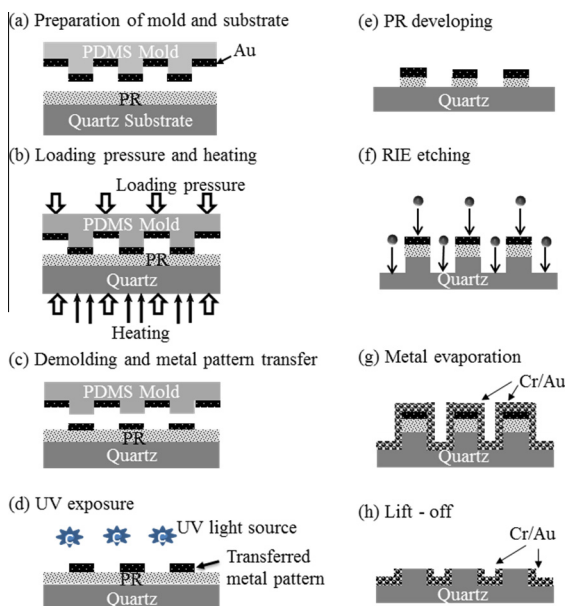 (a) Preparation of mold and substrate
PDMS Mold
Au
PR
Quartz Substrate
(b) Loading pressure and heating
Loading pressure
PDMS Mold
PR
Quartz
Heating
(c) Demolding and metal pattern transfer
PDMS Mold
PR
Quartz
(d) UV exposure
C C C
UV light source
Transferred
metal pattern
PR
Quartz
(e) PR developing
Quartz
(f) RIE etching
Quartz
(g) Metal evaporation
Cr/Au
Quartz
(h) Lift - off
Cr/Au
Quartz